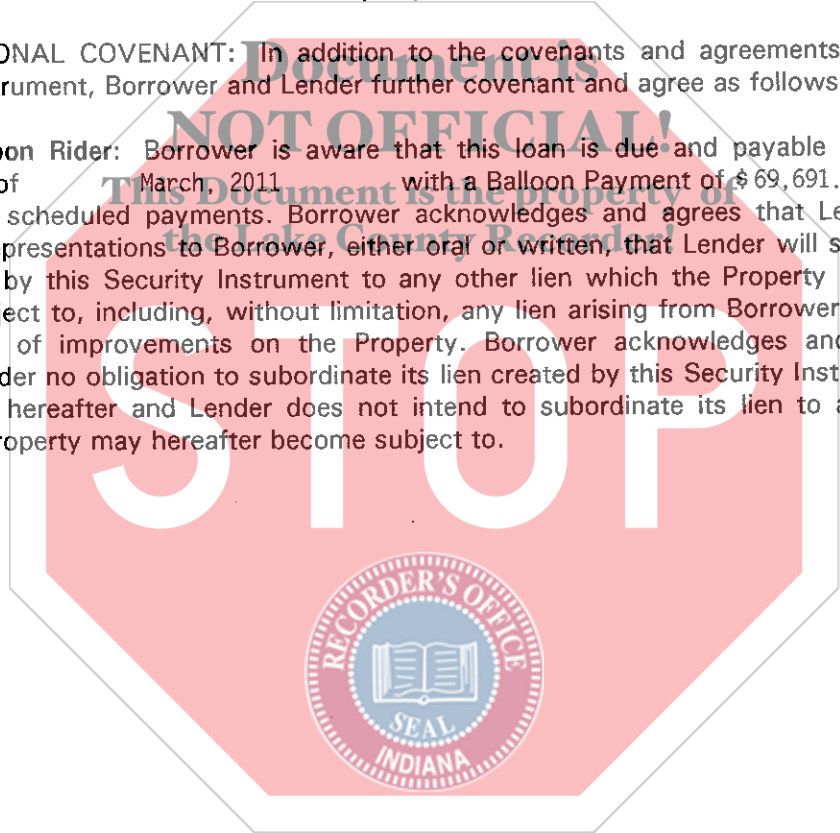 ONAL COVENANT: In addition to the covenants and agreements
rument, Borrower and Lender further covenant and agree as follows
oon Rider: Borrower is aware that this loan is due and payable
of March, 2011 with a Balloon Payment of $69,691.
scheduled payments. Borrower acknowledges and agrees that Le
presentations to Borrower, either oral or written, that Lender will s
by this Security Instrument to any other lien which the Property
ject to, including, without limitation, any lien arising from Borrower
of improvements on the Property. Borrower acknowledges and
der no obligation to subordinate its lien created by this Security Inst
hereafter and Lender does not intend to subordinate its lien to a
roperty may hereafter become subject to.
Document is
NOT OFFICIAL!
This Document is the property of
the Lake County Recorder!
STOP
RECORDER'S OFFICE
SEAL
INDIANA